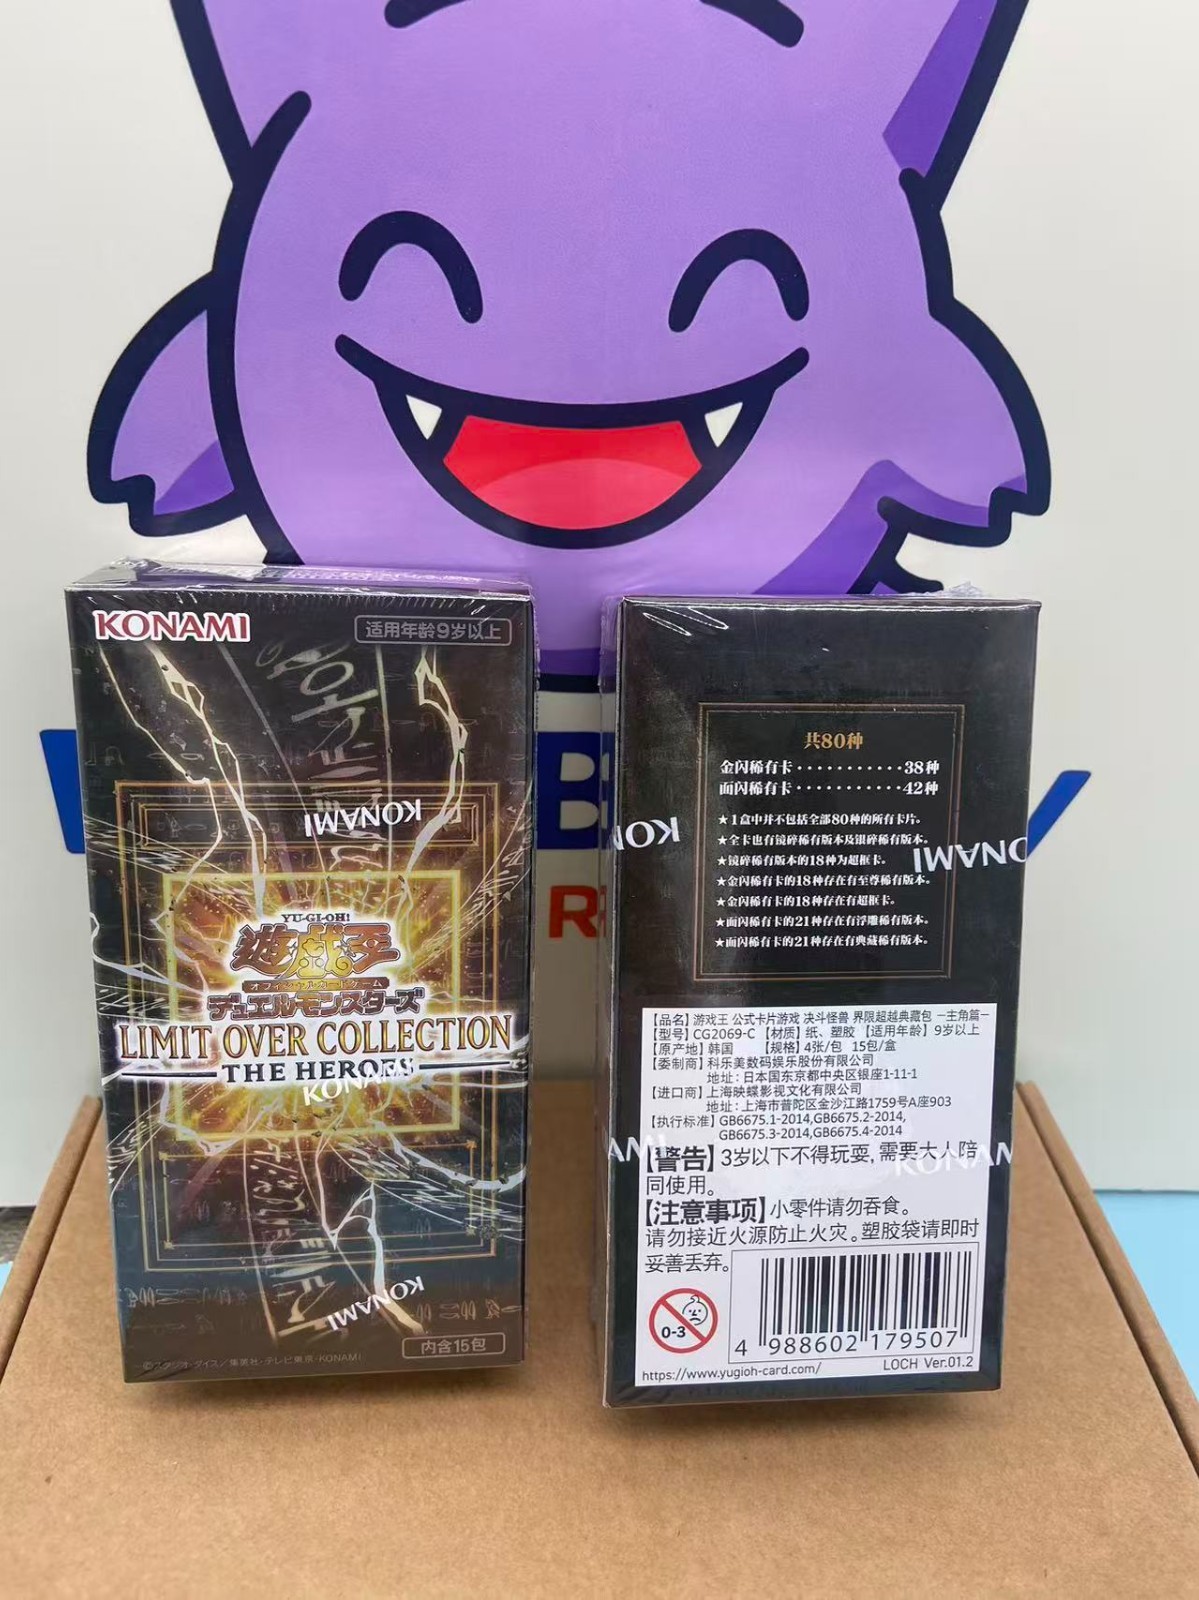 KONAMI
适用年龄9岁以上
KONAMI
YU-GI-OH!
遊戯王
オフィシャルカードゲーム
デュエルモンスターズ
LIMIT OVER COLLECTION
THE HEROES
KONAMI
KONAMI
内含15包
©スタジオ・ダイス/集英社・テレビ東京・KONAMI
共80种
金闪稀有卡···········38种
面闪稀有卡···········42种
★1盒中并不包括全部80种的所有卡片。
★全卡也有镜碎稀有版本及银碎稀有版本。
★镜碎稀有版本的18种为超框卡。
★金闪稀有卡的18种存在有至尊稀有版本。
★金闪稀有卡的18种存在有超框卡。
★面闪稀有卡的21种存在有浮雕稀有版本。
★面闪稀有卡的21种存在有典藏稀有版本。
KON
KONAMI
【品名】游戏王 公式卡片游戏 决斗怪兽 界限超越典藏包 －主角篇－
【型号】CG2069-C 【材质】纸、塑胶 【适用年龄】9岁以上
【原产地】韩国 【规格】4张/包 15包/盒
【委制商】科乐美数码娱乐股份有限公司
地址:日本国东京都中央区银座1-11-1
【进口商】上海映蝶影视文化有限公司
地址:上海市普陀区金沙江路1759号A座903
【执行标准】GB6675.1-2014,GB6675.2-2014,
GB6675.3-2014,GB6675.4-2014
AMI
KONAM
【警告】3岁以下不得玩耍,需要大人陪
同使用。
【注意事项】小零件请勿吞食。
请勿接近火源防止火灾。塑胶袋请即时
妥善丢弃。
0-3
4 988602 179507
https://www.yugioh-card.com/
LOCH Ver.01.2